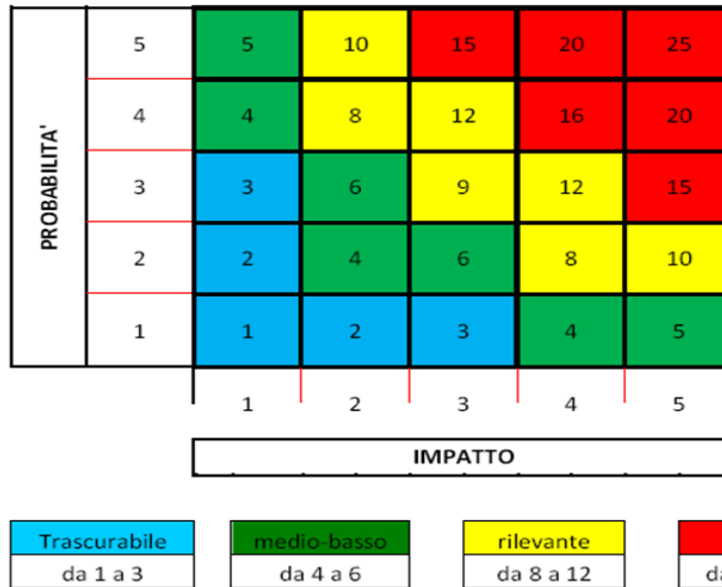 PROBABILITA'
5 5 10 15 20 25
4 4 8 12 16 20
3 3 6 9 12 15
2 2 4 6 8 10
1 1 2 3 4 5
1 2 3 4 5
IMPATTO
Trascurabile medio-basso rilevante
da 1 a 3 da 4 a 6 da 8 a 12